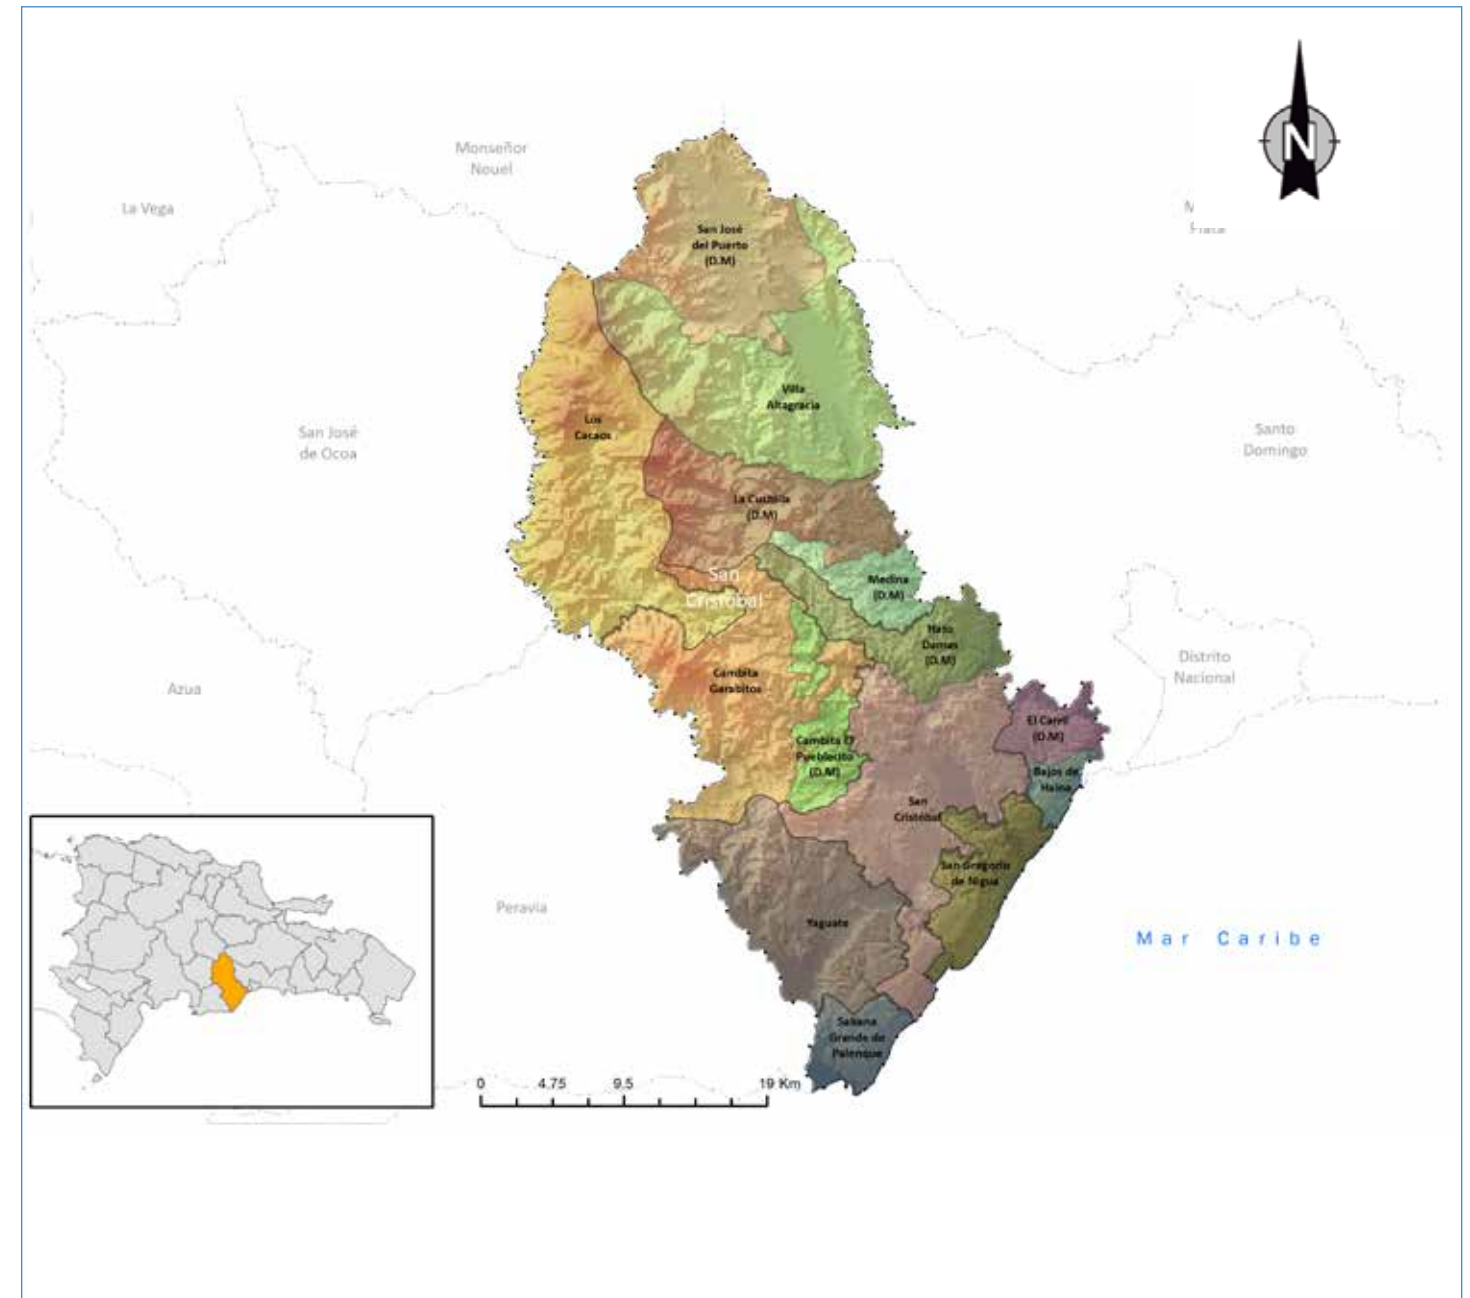 N
Monseñor
Nouel
La Vega
San José
del Puerto
(D.M)
Villa
Altagracia
Los
Cacaos
San José
de Ocoa
Santo
Domingo
La Cuchilla
(D.M)
San
Cristóbal
Medina
(D.M)
Hato
Damas
(D.M)
Distrito
Nacional
Azua
Cambita
Garabitos
El Carril
(D.M)
Cambita El
Pueblecito
(D.M)
Bajos de
Haina
San
Cristóbal
San Gregorio
de Nigua
Peravia
Yaguate
Mar Caribe
Sabana
Grande de
Palenque
0 4.75 9.5 19 Km